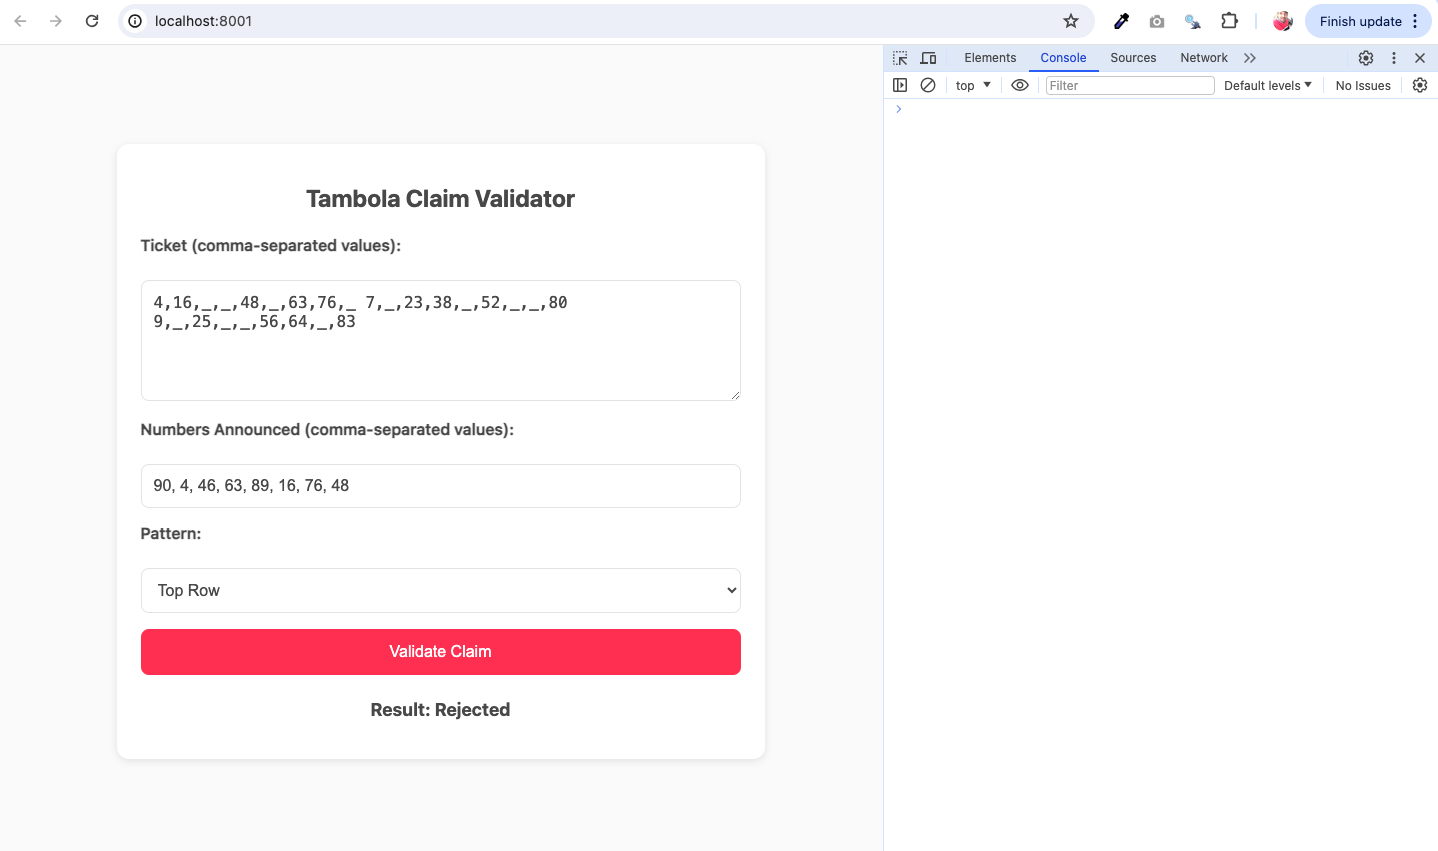 localhost:8001
Finish update
Elements Console Sources Network
top Filter Default levels No Issues
Tambola Claim Validator
Ticket (comma-separated values):
4,16,_,_,48,_,63,76,_ 7,_,23,38,_,52,_,_,80
9,_,25,_,_,56,64,_,83
Numbers Announced (comma-separated values):
90, 4, 46, 63, 89, 16, 76, 48
Pattern:
Top Row
Validate Claim
Result: Rejected